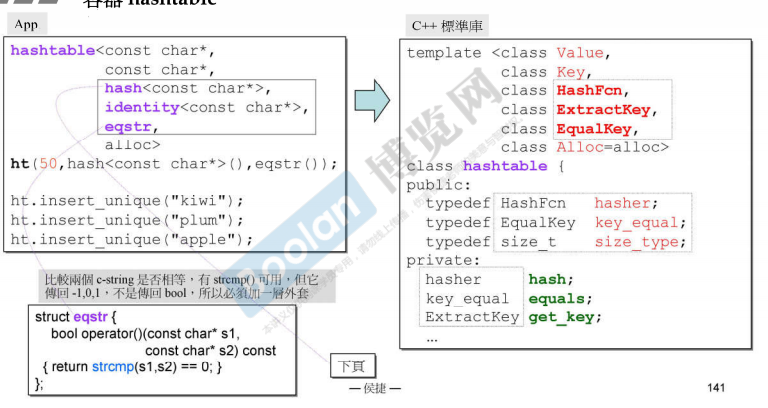 容器 hashtable
App
hashtable<const char*,
const char*,
hash<const char*>,
identity<const char*>,
eqstr,
alloc>
ht(50,hash<const char*>(),eqstr());
ht.insert_unique("kiwi");
ht.insert_unique("plum");
ht.insert_unique("apple");
比較兩個 c-string 是否相等，有 strcmp() 可用，但它
傳回 -1,0,1，不是傳回 bool，所以必須加一層外套
struct eqstr {
bool operator()(const char* s1,
const char* s2) const
{ return strcmp(s1,s2) == 0; }
};
下頁
C++ 標準庫
template <class Value,
class Key,
class HashFcn,
class ExtractKey,
class EqualKey,
class Alloc=alloc>
class hashtable {
public:
typedef HashFcn hasher;
typedef EqualKey key_equal;
typedef size_t size_type;
private:
hasher hash;
key_equal equals;
ExtractKey get_key;
...
Boolan 博览网
— 侯捷 —
141